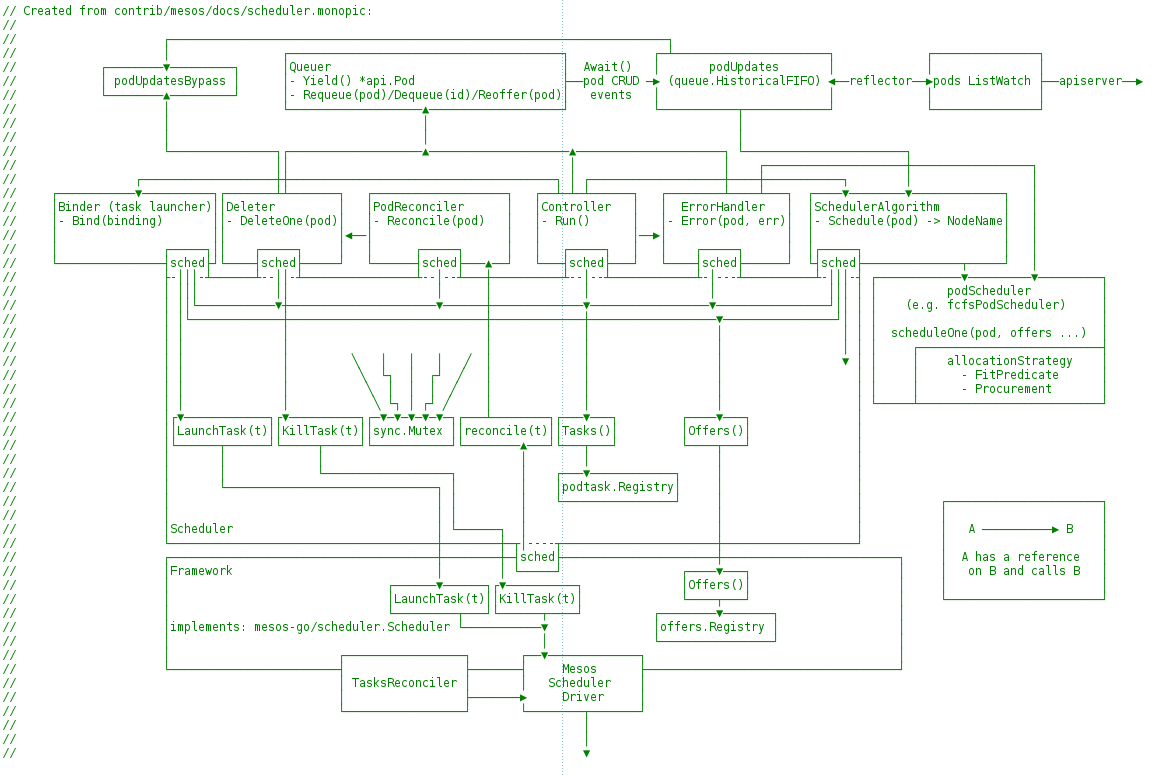 // Created from contrib/mesos/docs/scheduler.monopic:
//
//
//
// Queuer Await() podUpdates
// podUpdatesBypass - Yield() *api.Pod pod CRUD (queue.HistoricalFIFO) reflector pods ListWatch apiserver
// - Requeue(pod)/Dequeue(id)/Reoffer(pod) events
//
//
//
//
//
//
//
// Binder (task launcher) Deleter PodReconciler Controller ErrorHandler SchedulerAlgorithm
// - Bind(binding) - DeleteOne(pod) - Reconcile(pod) - Run() - Error(pod, err) - Schedule(pod) -> NodeName
//
//
// sched sched sched sched sched sched
//
// podScheduler
// (e.g. fcfsPodScheduler)
//
// scheduleOne(pod, offers ...)
//
// allocationStrategy
// - FitPredicate
// - Procurement
//
//
// LaunchTask(t) KillTask(t) sync.Mutex reconcile(t) Tasks() Offers()
//
//
//
// podtask.Registry
//
//
// Scheduler A B
//
// sched A has a reference
// Framework on B and calls B
//
// LaunchTask(t) KillTask(t) Offers()
//
// implements: mesos-go/scheduler.Scheduler offers.Registry
//
//
// Mesos
// TasksReconciler Scheduler
// Driver
//
//
//
//